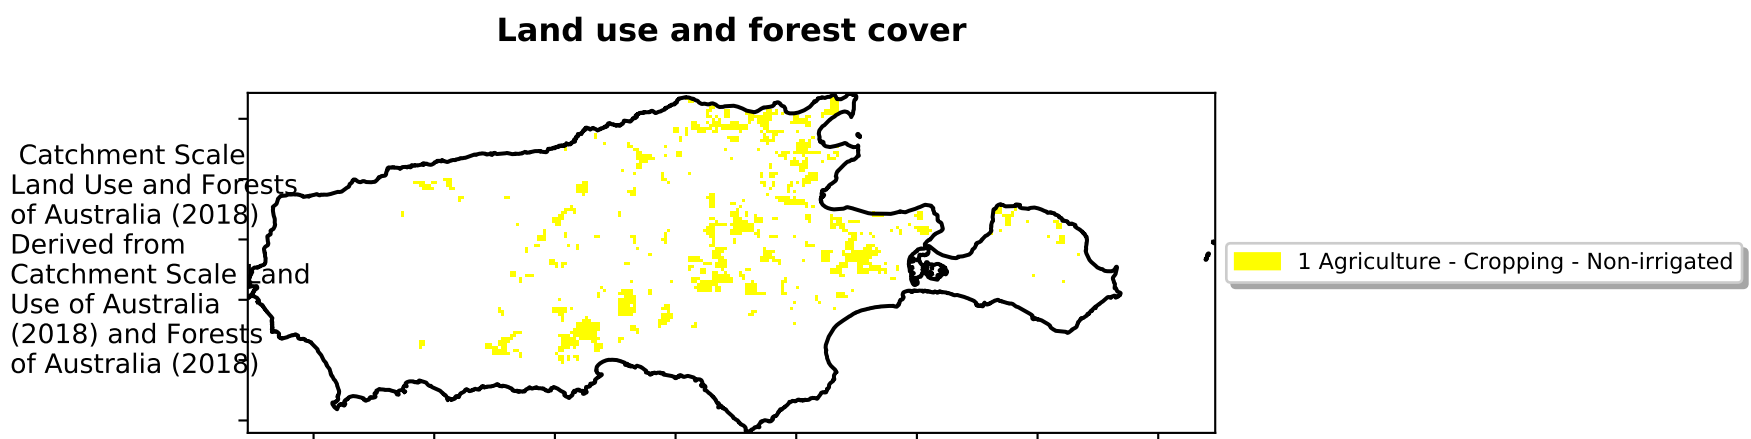 Land use and forest cover
Catchment Scale
Land Use and Forests
of Australia (2018)
Derived from
Catchment Scale Land
Use of Australia
(2018) and Forests
of Australia (2018)
1 Agriculture - Cropping - Non-irrigated